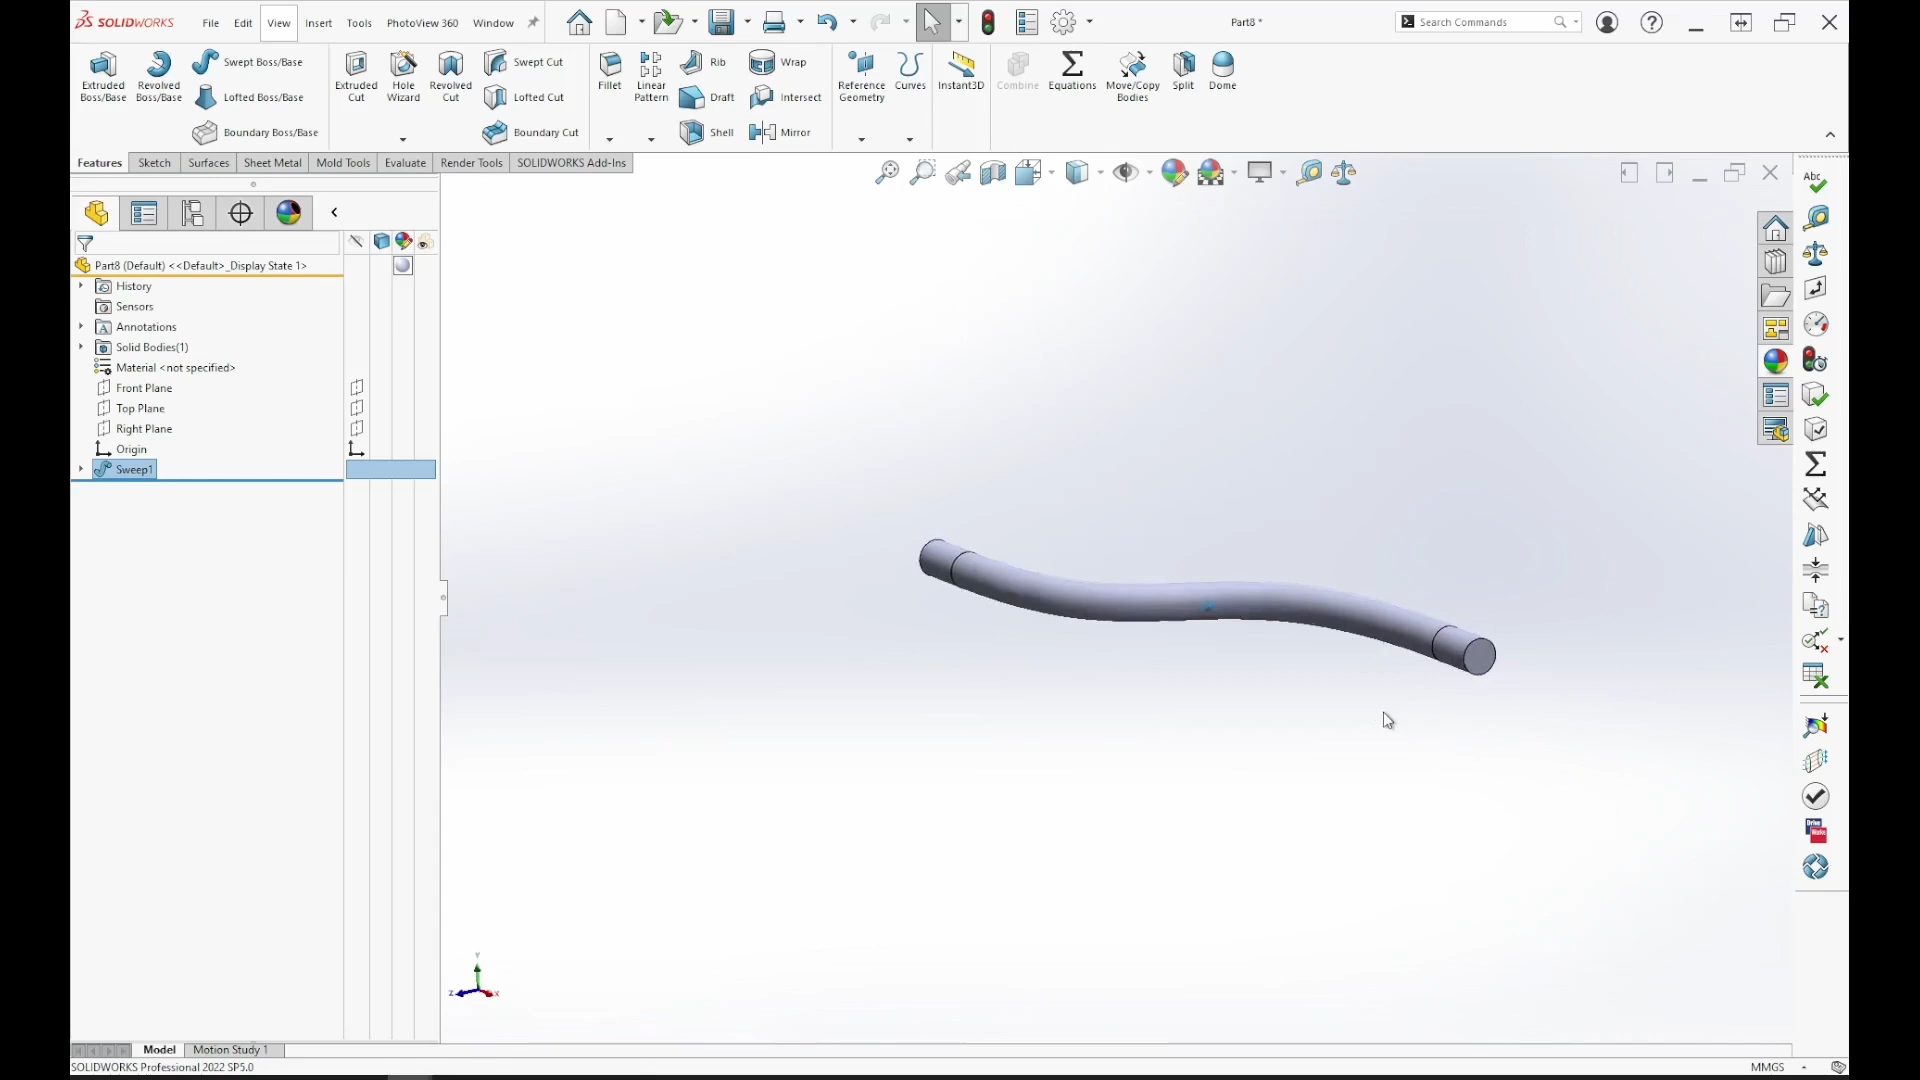 SOLIDWORKS File Edit View Insert Tools PhotoView 360 Window Part8 * Search Commands
Extruded Boss/Base
Revolved Boss/Base
Swept Boss/Base
Lofted Boss/Base
Boundary Boss/Base
Extruded Cut
Hole Wizard
Revolved Cut
Swept Cut
Lofted Cut
Boundary Cut
Fillet
Linear Pattern
Rib
Draft
Shell
Wrap
Intersect
Mirror
Reference Geometry
Curves
Instant3D
Combine
Equations
Move/Copy Bodies
Split
Dome
Features Sketch Surfaces Sheet Metal Mold Tools Evaluate Render Tools SOLIDWORKS Add-Ins
Abc
Part8 (Default) <<Default>_Display State 1>
History
Sensors
A Annotations
Solid Bodies(1)
Material <not specified>
Front Plane
Top Plane
Right Plane
Origin
Sweep1
Y
Z X
Model Motion Study 1
SOLIDWORKS Professional 2022 SP5.0 MMGS